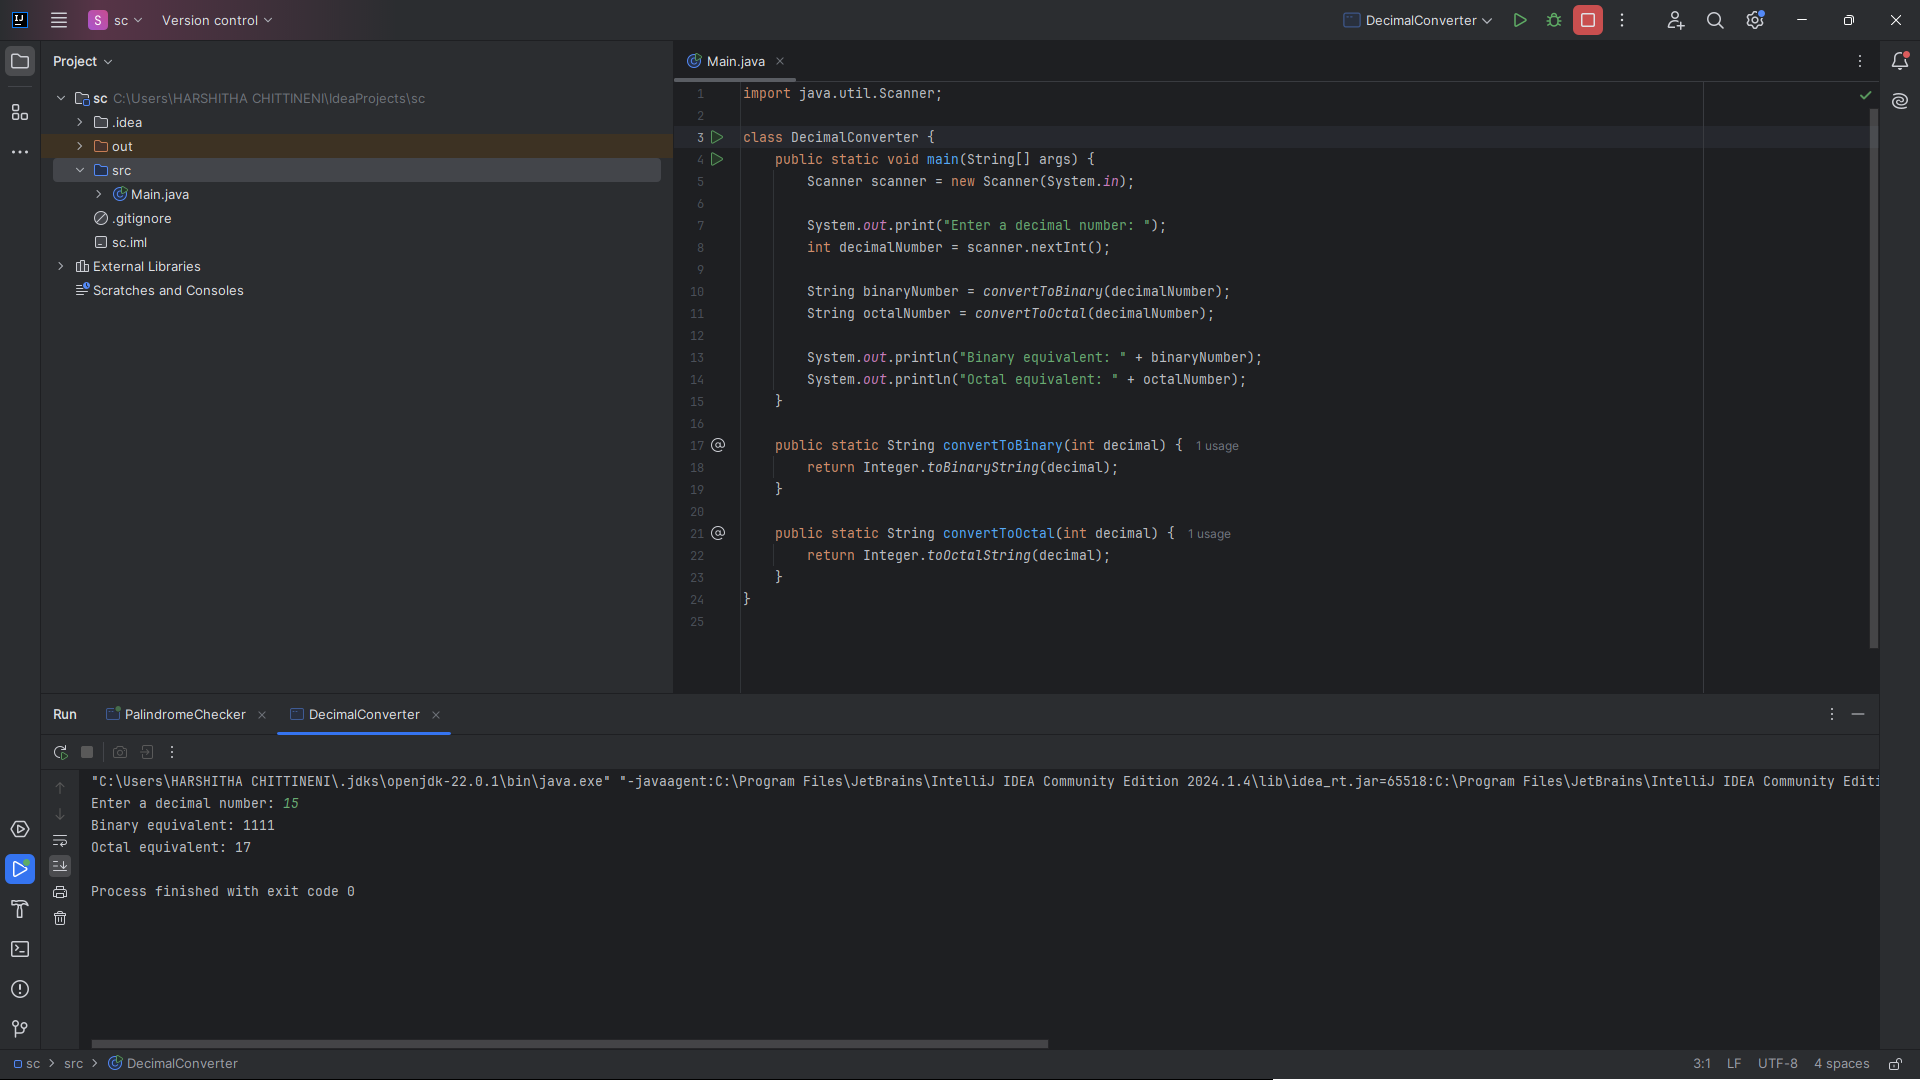 S sc Version control DecimalConverter
Project
Main.java
sc C:\Users\HARSHITHA CHITTINENI\IdeaProjects\sc
.idea
out
src
Main.java
.gitignore
sc.iml
External Libraries
Scratches and Consoles
1 import java.util.Scanner;
2
3 class DecimalConverter {
4 public static void main(String[] args) {
5 Scanner scanner = new Scanner(System.in);
6
7 System.out.print("Enter a decimal number: ");
8 int decimalNumber = scanner.nextInt();
9
10 String binaryNumber = convertToBinary(decimalNumber);
11 String octalNumber = convertToOctal(decimalNumber);
12
13 System.out.println("Binary equivalent: " + binaryNumber);
14 System.out.println("Octal equivalent: " + octalNumber);
15 }
16
17 public static String convertToBinary(int decimal) { 1 usage
18 return Integer.toBinaryString(decimal);
19 }
20
21 public static String convertToOctal(int decimal) { 1 usage
22 return Integer.toOctalString(decimal);
23 }
24 }
25
Run PalindromeChecker DecimalConverter
"C:\Users\HARSHITHA CHITTINENI\.jdks\openjdk-22.0.1\bin\java.exe" "-javaagent:C:\Program Files\JetBrains\IntelliJ IDEA Community Edition 2024.1.4\lib\idea_rt.jar=65518:C:\Program Files\JetBrains\IntelliJ IDEA Community Editi
Enter a decimal number: 15
Binary equivalent: 1111
Octal equivalent: 17
Process finished with exit code 0
sc src DecimalConverter 3:1 LF UTF-8 4 spaces